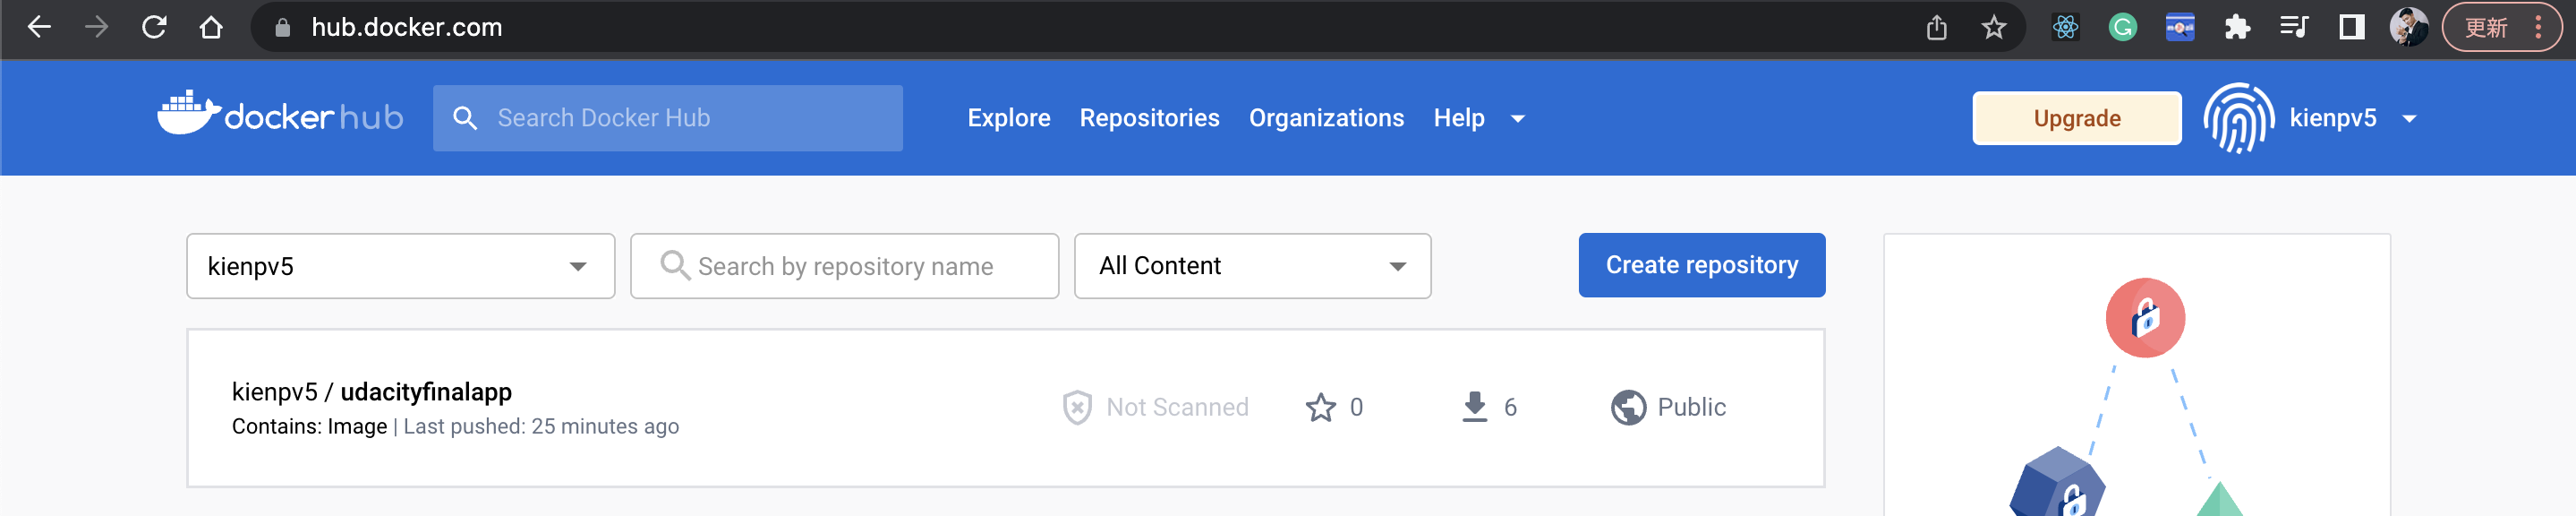 hub.docker.com
更新
docker hub
Search Docker Hub
Explore
Repositories
Organizations
Help
Upgrade
kienpv5
kienpv5
Search by repository name
All Content
Create repository
kienpv5 / udacityfinalapp
Not Scanned
0
6
Public
Contains: Image | Last pushed: 25 minutes ago